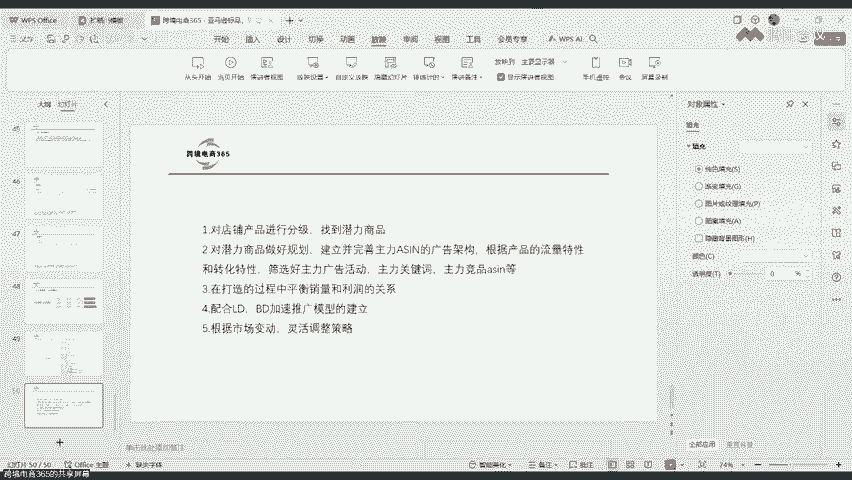 WPS Office
跨境电商365 - 亚马逊标品
开始 插入 设计 切换 动画 放映 审阅 视图 工具 会员专享 WPS AI
放映到 主要显示器
从头开始 当页开始 演讲者视图 放映设置 自定义放映 隐藏幻灯片 排练计时 演讲备注 显示演讲者视图 手机遥控 会议 屏幕录制
大纲 幻灯片
对象属性
填充
填充
纯色填充(S)
渐变填充(G)
图片或纹理填充(P)
图案填充(A)
隐藏背景图形(H)
颜色(C)
透明度(T) 0 %
45
46
47
48
49
50
跨境电商365
1.对店铺产品进行分级、找到潜力商品
2.对潜力商品做好规划、建立并完善主力ASIN的广告架构、根据产品的流量特性
和转化特性、筛选好主力广告活动、主力关键词、主力竞品asin等
3.在打造的过程中平衡销量和利润的关系
4.配合LD、BD加速推广模型的建立
5.根据市场变动、灵活调整策略
单击此处添加备注
全部应用 重置背景
幻灯片 50 / 50 Office 主题 缺失字体 智能美化 备注 批注 74%
跨境电商365的共享屏幕